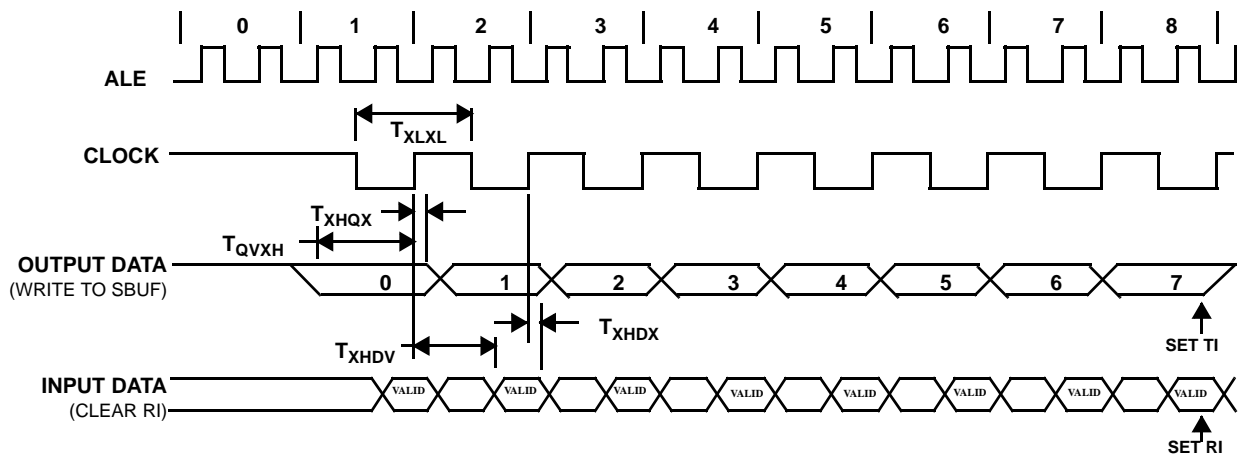 0 1 2 3 4 5 6 7 8
ALE
TXLXL
CLOCK
TXHQX
TQVXH
OUTPUT DATA
(WRITE TO SBUF)
0 1 2 3 4 5 6 7
TXHDX
SET TI
TXHDV
INPUT DATA
(CLEAR RI)
VALID VALID VALID VALID VALID VALID VALID VALID
SET RI